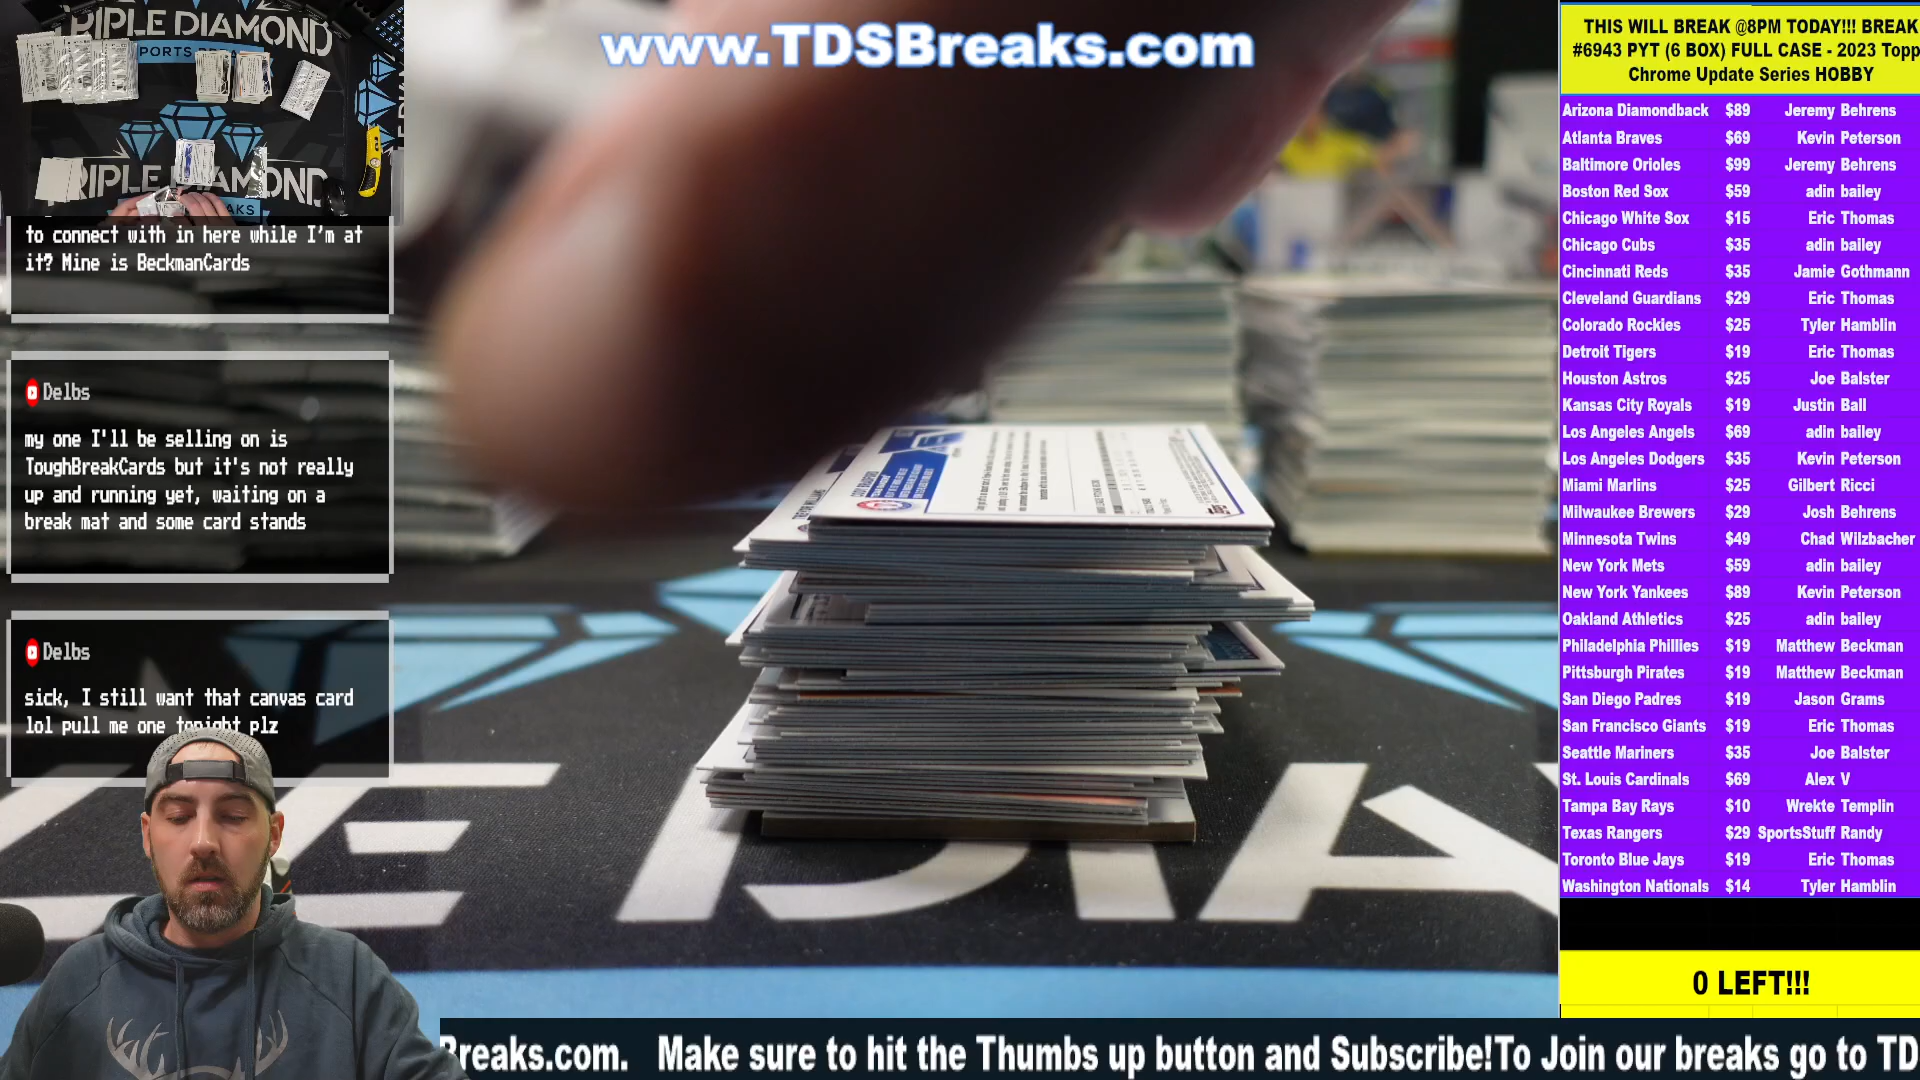 TRIPLE DIAMOND
SPORTS BREAKS
TRIPLE DIAMOND
to connect with in here while I'm at
it? Mine is BeckmanCards
Delbs
my one I'll be selling on is
ToughBreakCards but it's not really
up and running yet, waiting on a
break mat and some card stands
Delbs
sick, I still want that canvas card
lol pull me one tonight plz
www.TDSBreaks.com
THIS WILL BREAK @8PM TODAY!!! BREAK
#6943 PYT (6 BOX) FULL CASE - 2023 Topp
Chrome Update Series HOBBY
Arizona Diamondback $89 Jeremy Behrens
Atlanta Braves $69 Kevin Peterson
Baltimore Orioles $99 Jeremy Behrens
Boston Red Sox $59 adin bailey
Chicago White Sox $15 Eric Thomas
Chicago Cubs $35 adin bailey
Cincinnati Reds $35 Jamie Gothmann
Cleveland Guardians $29 Eric Thomas
Colorado Rockies $25 Tyler Hamblin
Detroit Tigers $19 Eric Thomas
Houston Astros $25 Joe Balster
Kansas City Royals $19 Justin Ball
Los Angeles Angels $69 adin bailey
Los Angeles Dodgers $35 Kevin Peterson
Miami Marlins $25 Gilbert Ricci
Milwaukee Brewers $29 Josh Behrens
Minnesota Twins $49 Chad Wilzbacher
New York Mets $59 adin bailey
New York Yankees $89 Kevin Peterson
Oakland Athletics $25 adin bailey
Philadelphia Phillies $19 Matthew Beckman
Pittsburgh Pirates $19 Matthew Beckman
San Diego Padres $19 Jason Grams
San Francisco Giants $19 Eric Thomas
Seattle Mariners $35 Joe Balster
St. Louis Cardinals $69 Alex V
Tampa Bay Rays $10 Wrekte Templin
Texas Rangers $29 SportsStuff Randy
Toronto Blue Jays $19 Eric Thomas
Washington Nationals $14 Tyler Hamblin
0 LEFT!!!
Breaks.com. Make sure to hit the Thumbs up button and Subscribe!To Join our breaks go to TD